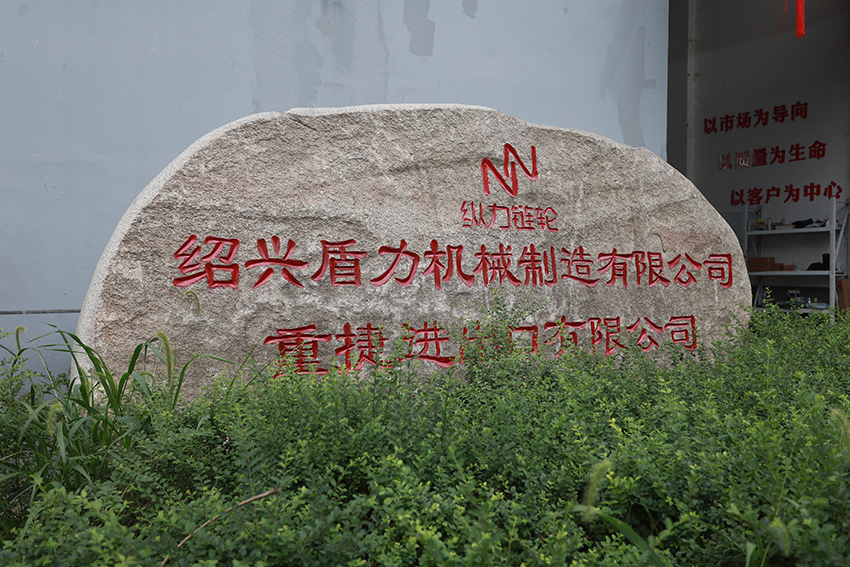 纵力链轮
绍兴盾力机械制造有限公司
重捷进出口有限公司
以市场为导向
以质量为生命
以客户为中心